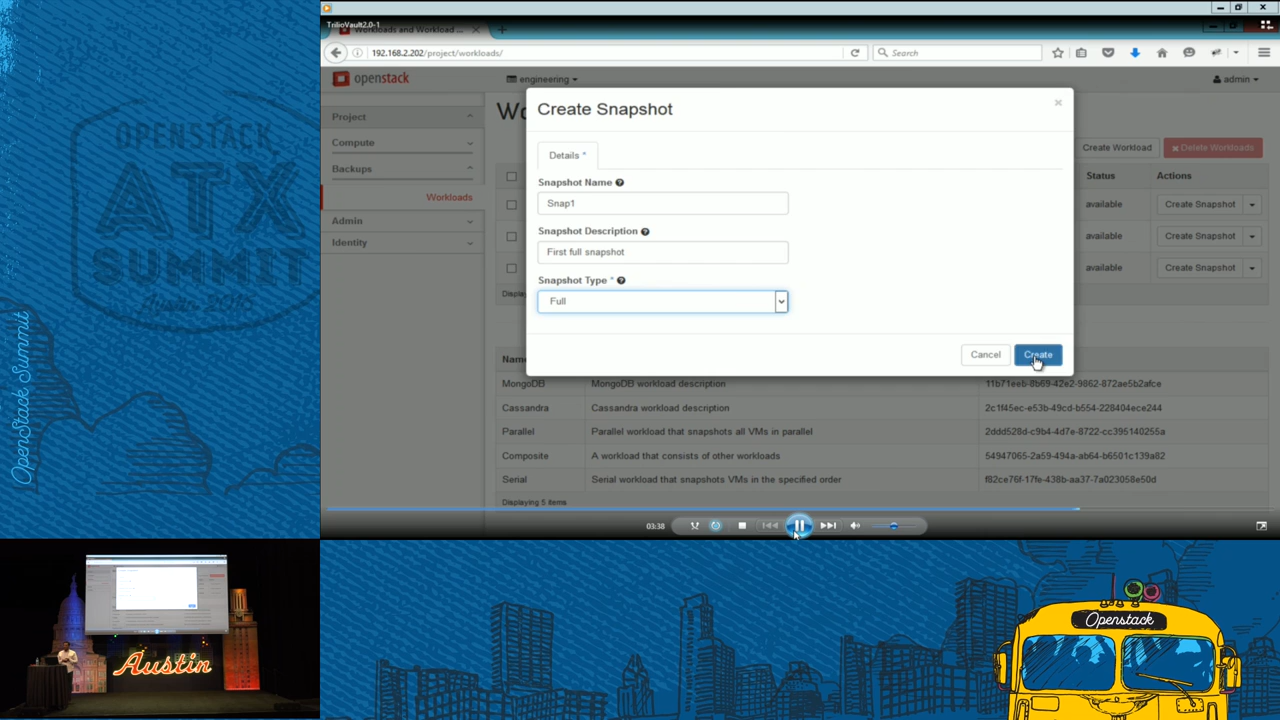 TrilioVault2.0-1
Workloads and Workload ...
192.168.2.202/project/workloads/
Search
openstack
engineering
admin
Project
Compute
Backups
Workloads
Admin
Identity
Create Snapshot
Details *
Snapshot Name
Snap1
Snapshot Description
First full snapshot
Snapshot Type *
Full
Cancel
Create
Create Workload
Delete Workloads
Status
Actions
available
Create Snapshot
available
Create Snapshot
available
Create Snapshot
MongoDB
MongoDB workload description
11b71eeb-8b69-42e2-9862-872ae5b2afce
Cassandra
Cassandra workload description
2c1f45ec-e53b-49cd-b554-228404ece244
Parallel
Parallel workload that snapshots all VMs in parallel
2ddd528d-c9b4-4d7e-8722-cc395140255a
Composite
A workload that consists of other workloads
54947065-2a59-494a-ab64-b6501c139a82
Serial
Serial workload that snapshots VMs in the specified order
f82ce76f-17fe-438b-aa37-7a023058e50d
Displaying 5 items
03:38
OPENSTACK
ATX
SUMMIT
OpenStack Summit
Austin
Openstack